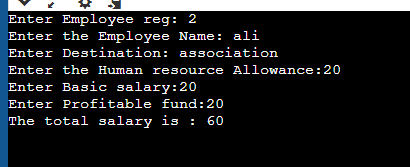 Enter Employee reg: 2
Enter the Employee Name: ali
Enter Destination: association
Enter the Human resource Allowance:20
Enter Basic salary:20
Enter Profitable fund:20
The total salary is : 60